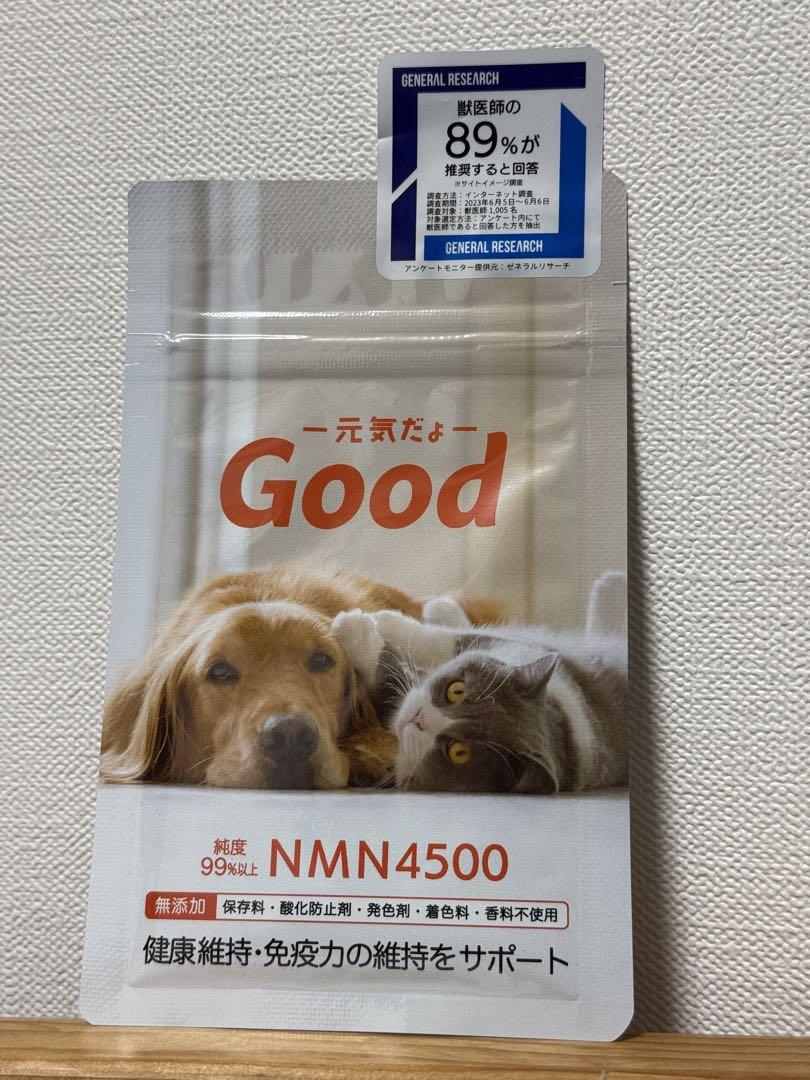 GENERAL RESEARCH
獣医師の
89%が
推奨すると回答
※サイトイメージ調査
調査方法：インターネット調査
調査期間：2023年6月5日〜6月6日
調査対象：獣医師 1,005 名
対象選定方法：アンケート内にて
獣医師であると回答した方を抽出
GENERAL RESEARCH
アンケートモニター提供元：ゼネラルリサーチ
ー元気だょー
Good
純度
99%以上 NMN4500
無添加 保存料・酸化防止剤・発色剤・着色料・香料不使用
健康維持・免疫力の維持をサポート